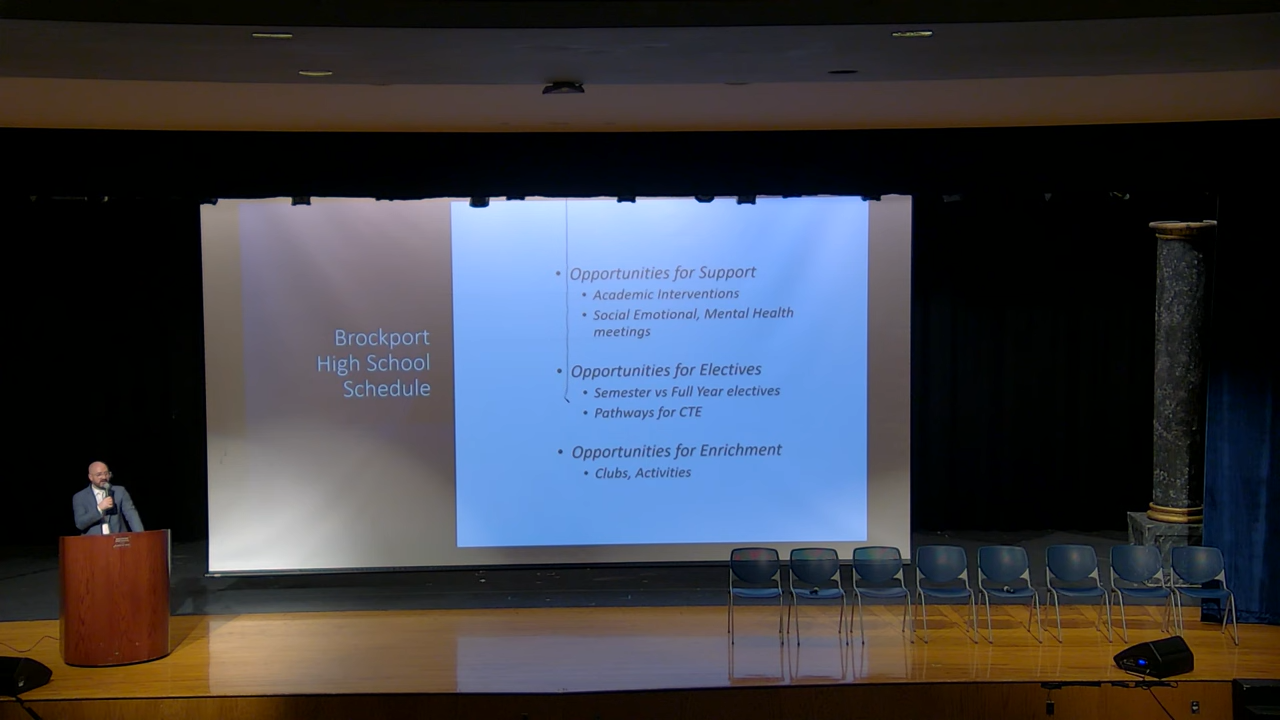 Brockport
High School
Schedule
• Opportunities for Support
• Academic Interventions
• Social Emotional, Mental Health
meetings
• Opportunities for Electives
• Semester vs Full Year electives
• Pathways for CTE
• Opportunities for Enrichment
• Clubs, Activities